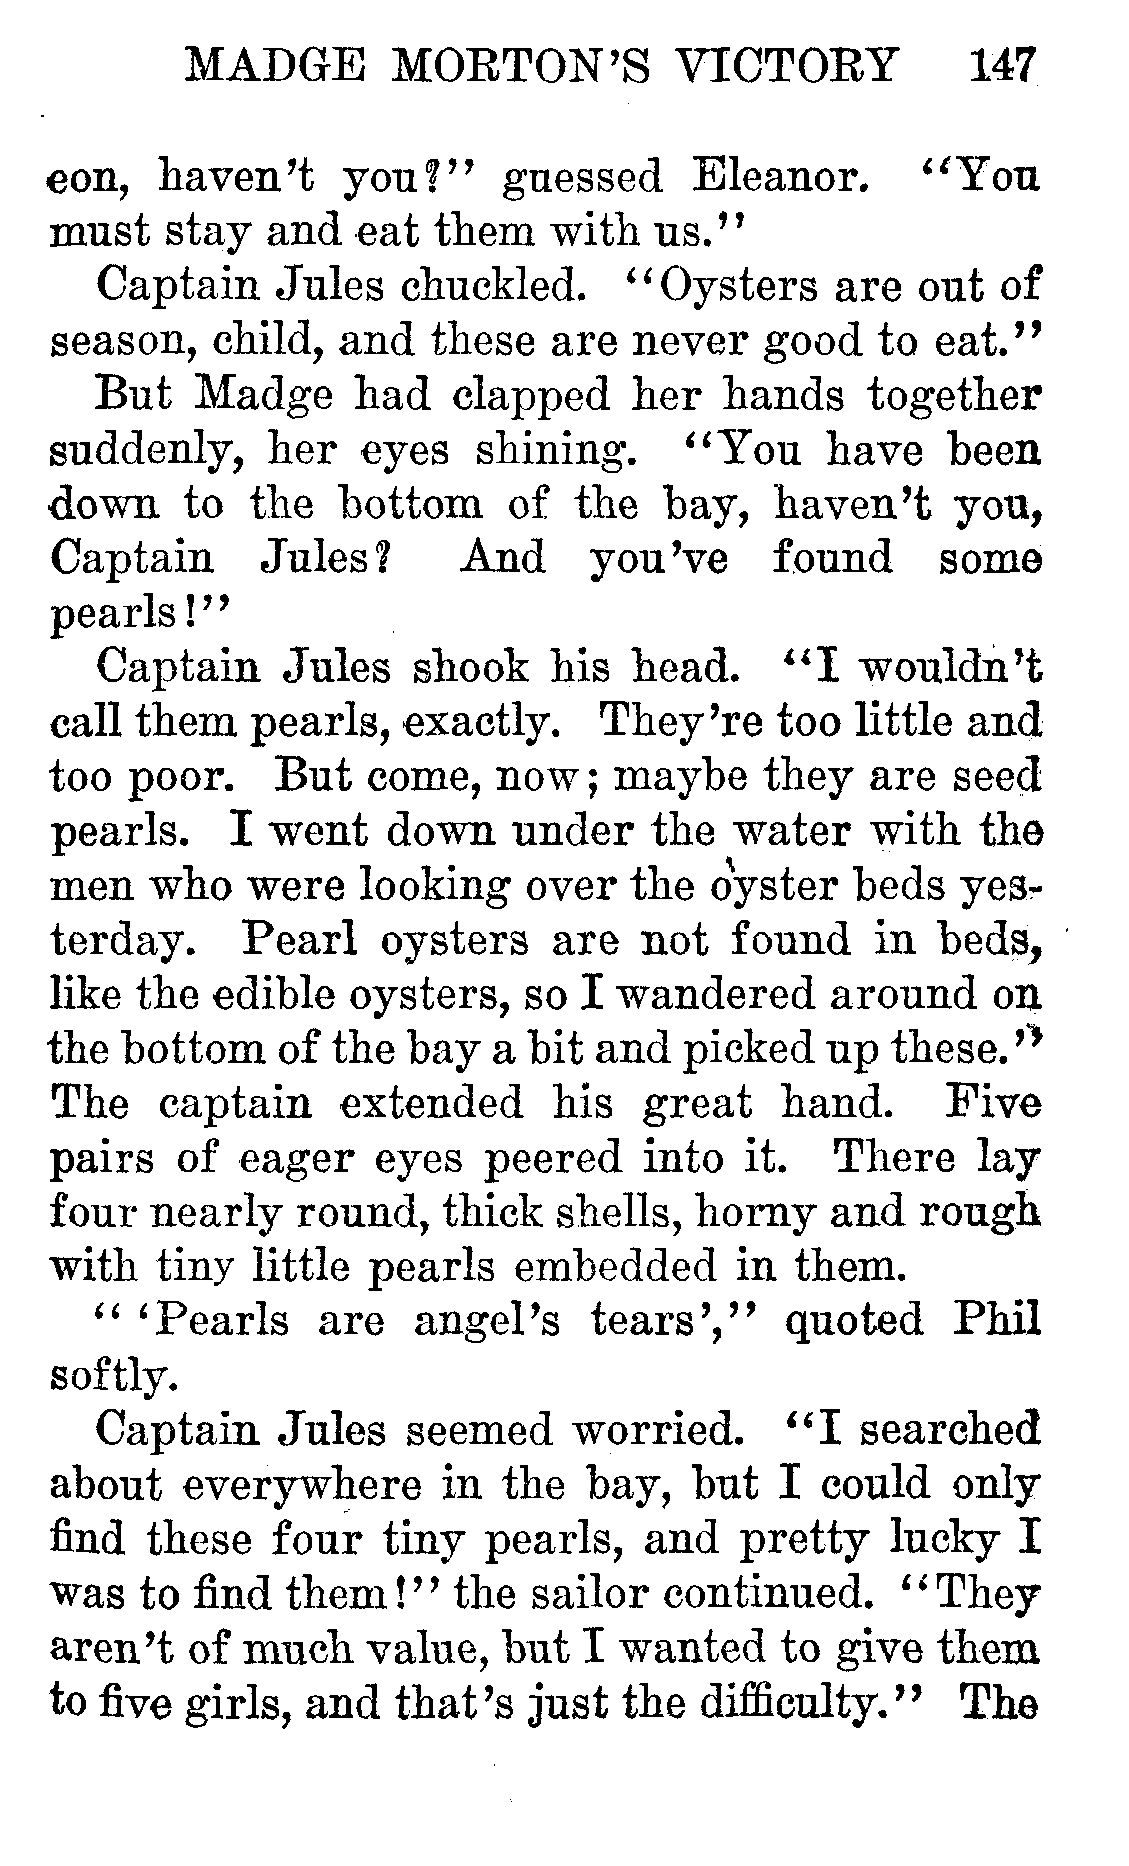 MADGE MORTON'S VICTORY 147
eon, haven't you?" guessed Eleanor. "You
must stay and eat them with us."
Captain Jules chuckled. "Oysters are out of
season, child, and these are never good to eat."
But Madge had clapped her hands together
suddenly, her eyes shining. "You have been
down to the bottom of the bay, haven't you,
Captain Jules? And you've found some
pearls!"
Captain Jules shook his head. "I wouldn't
call them pearls, exactly. They're too little and
too poor. But come, now; maybe they are seed
pearls. I went down under the water with the
men who were looking over the oyster beds yes-
terday. Pearl oysters are not found in beds,
like the edible oysters, so I wandered around on
the bottom of the bay a bit and picked up these."
The captain extended his great hand. Five
pairs of eager eyes peered into it. There lay
four nearly round, thick shells, horny and rough
with tiny little pearls embedded in them.
" 'Pearls are angel's tears'," quoted Phil
softly.
Captain Jules seemed worried. "I searched
about everywhere in the bay, but I could only
find these four tiny pearls, and pretty lucky I
was to find them!" the sailor continued. "They
aren't of much value, but I wanted to give them
to five girls, and that's just the difficulty." The